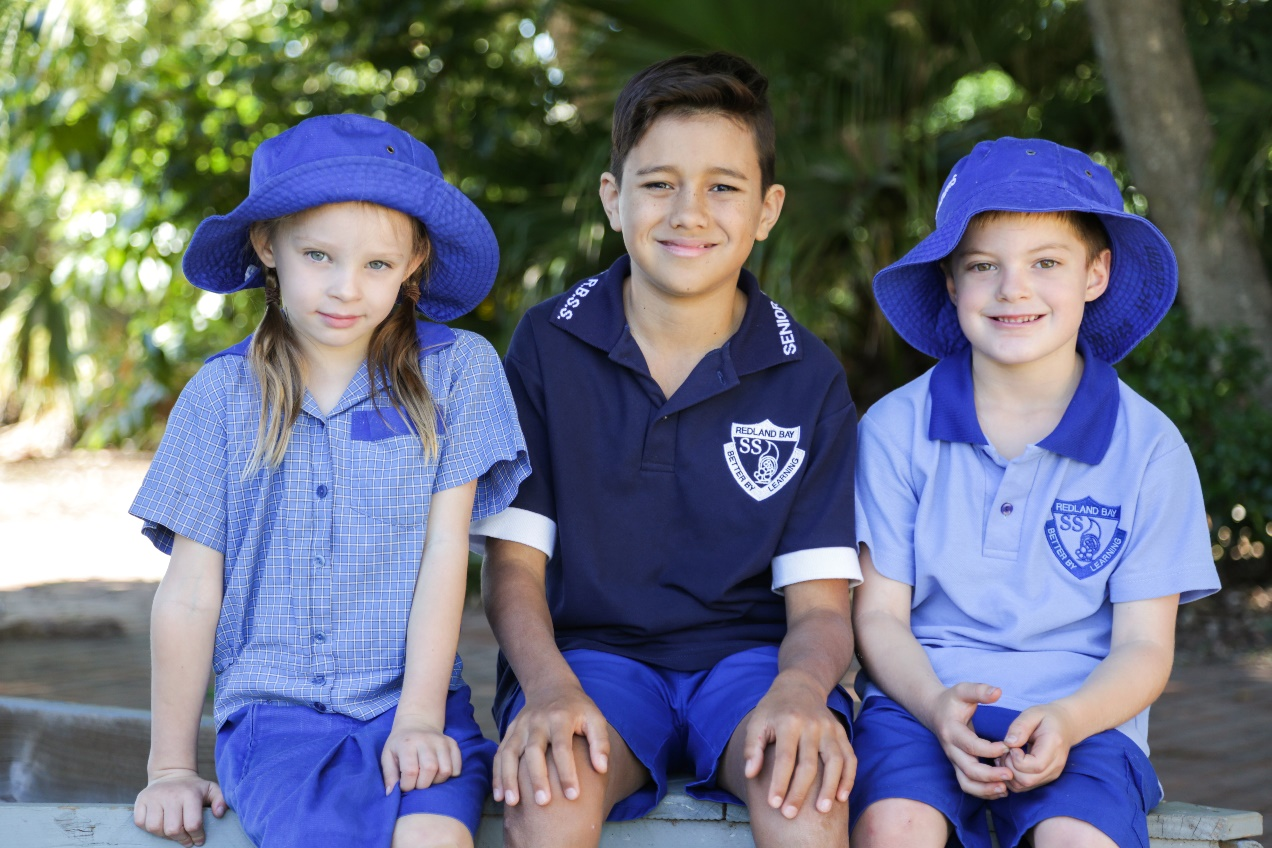 R.B.S.S.
SENIOR
REDLAND BAY
SS
BETTER BY LEARNING
REDLAND BAY
SS
BETTER BY LEARNING